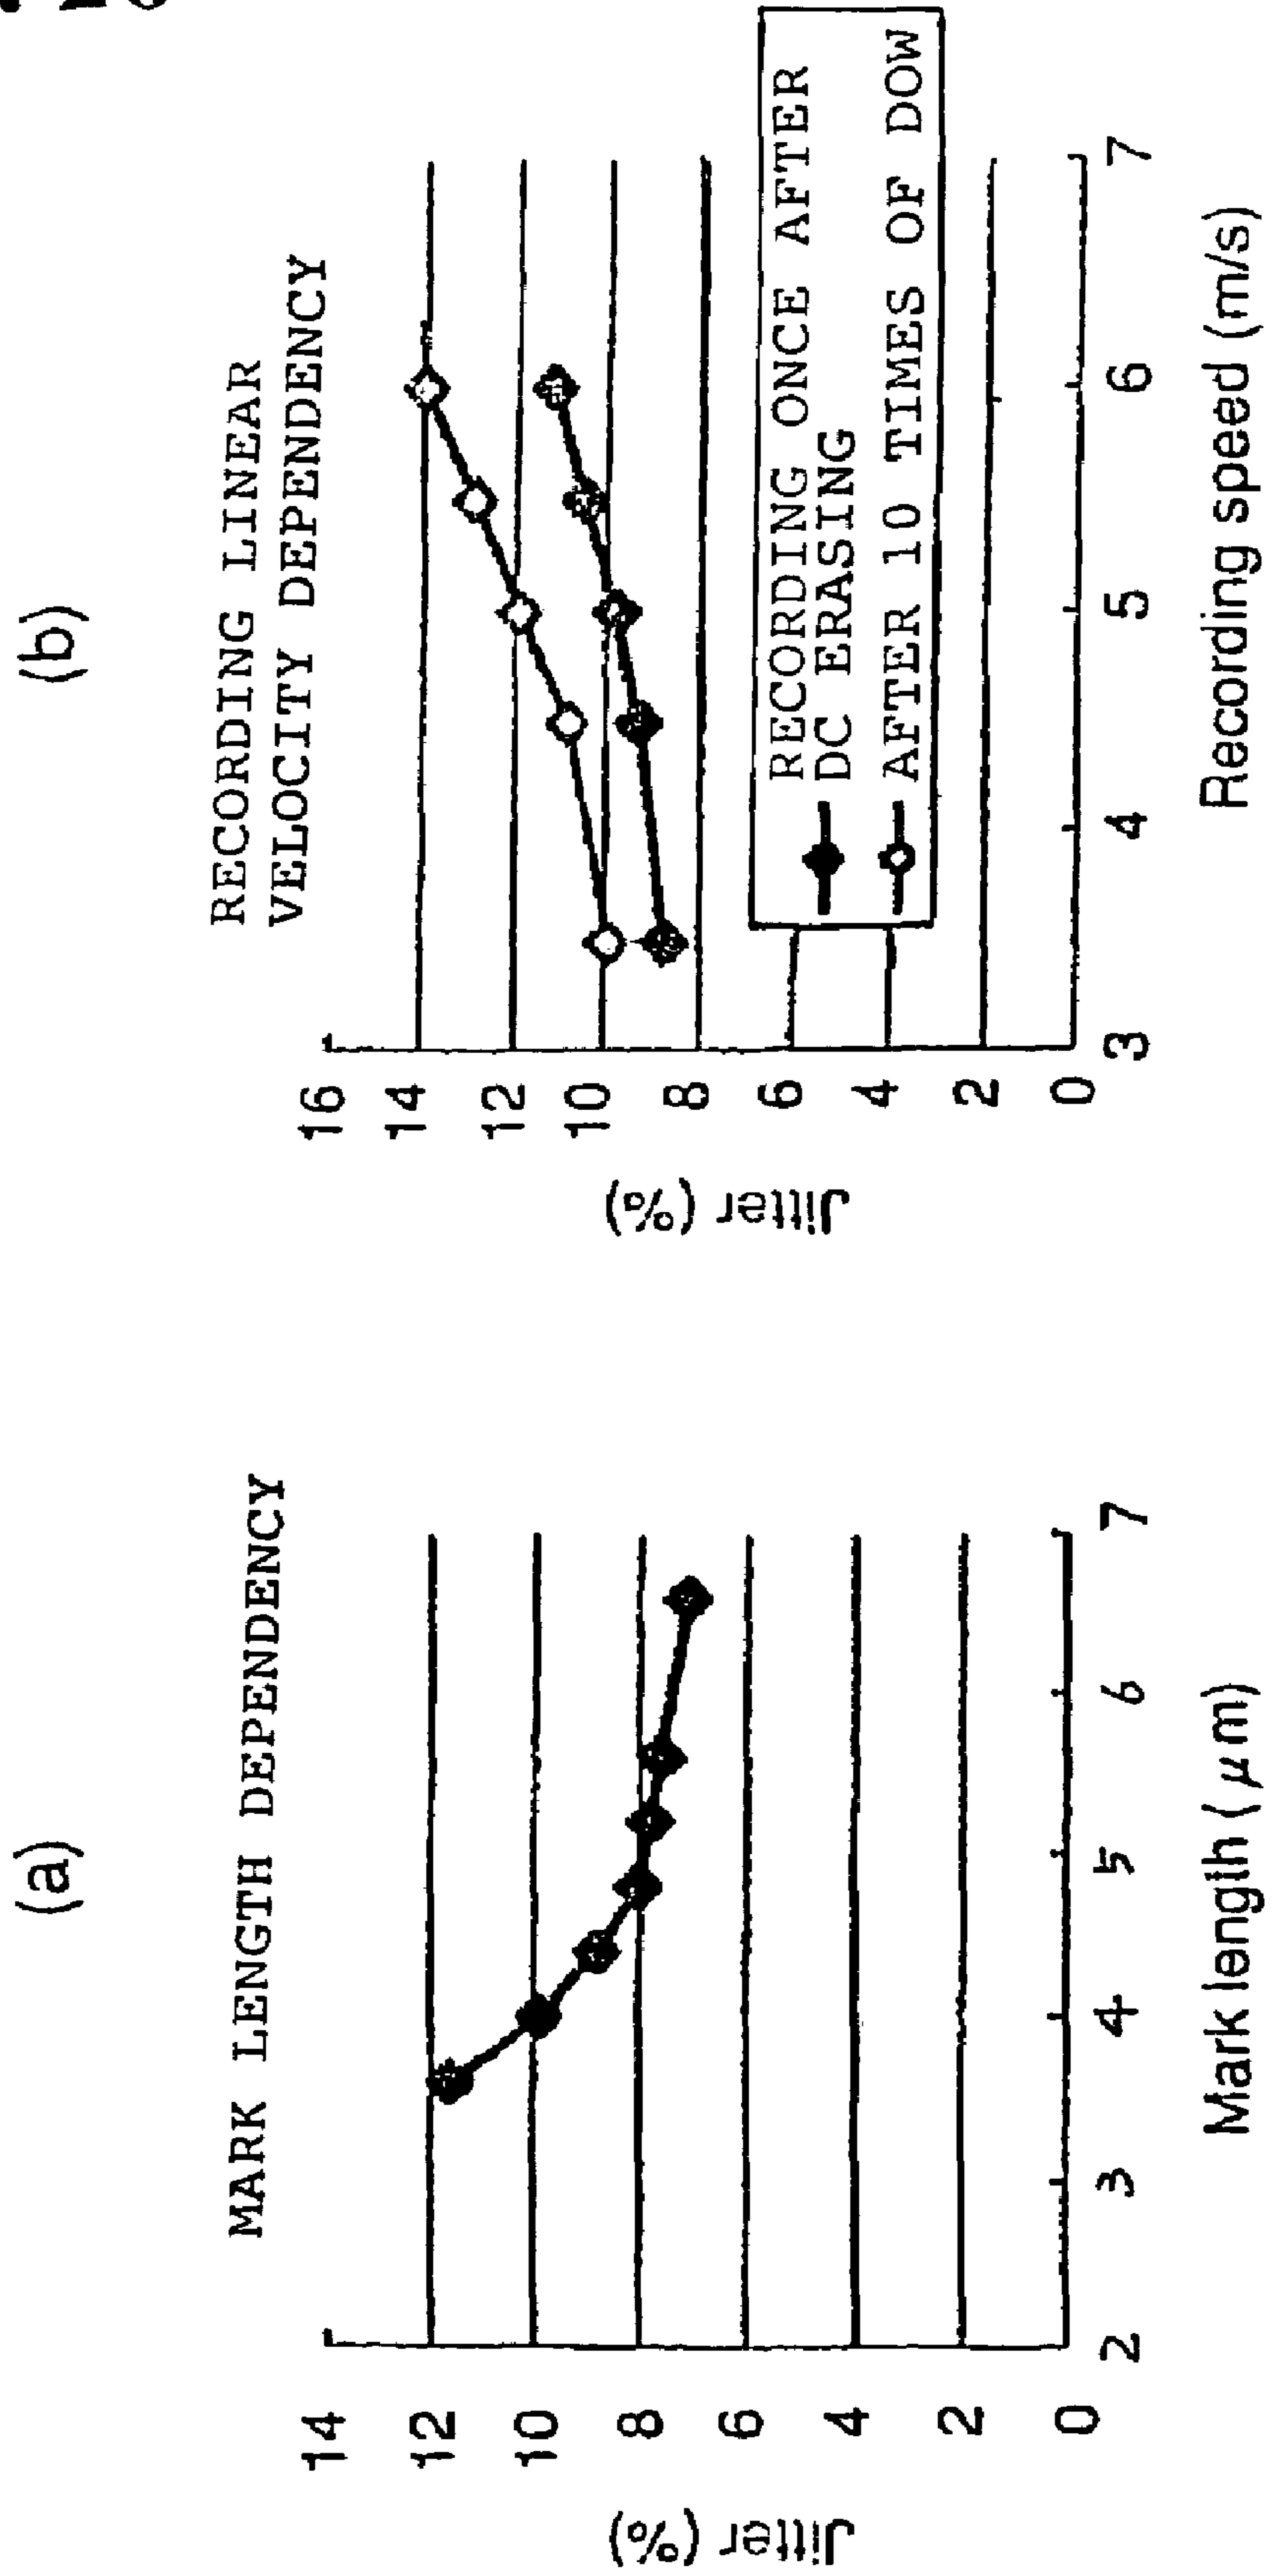 (a)
MARK LENGTH DEPENDENCY
Jitter (%)
14
12
10
8
6
4
2
0
2
3
4
5
6
7
Mark length (μm)
(b)
RECORDING LINEAR
VELOCITY DEPENDENCY
Jitter (%)
16
14
12
10
8
6
4
2
0
RECORDING ONCE AFTER
DC ERASING
AFTER 10 TIMES OF DOW
3
4
5
6
7
Recording speed (m/s)